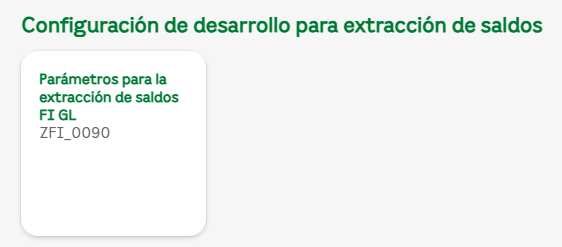 Configuración de desarrollo para extracción de saldos
Parámetros para la
extracción de saldos
FI GL
ZFI_0090